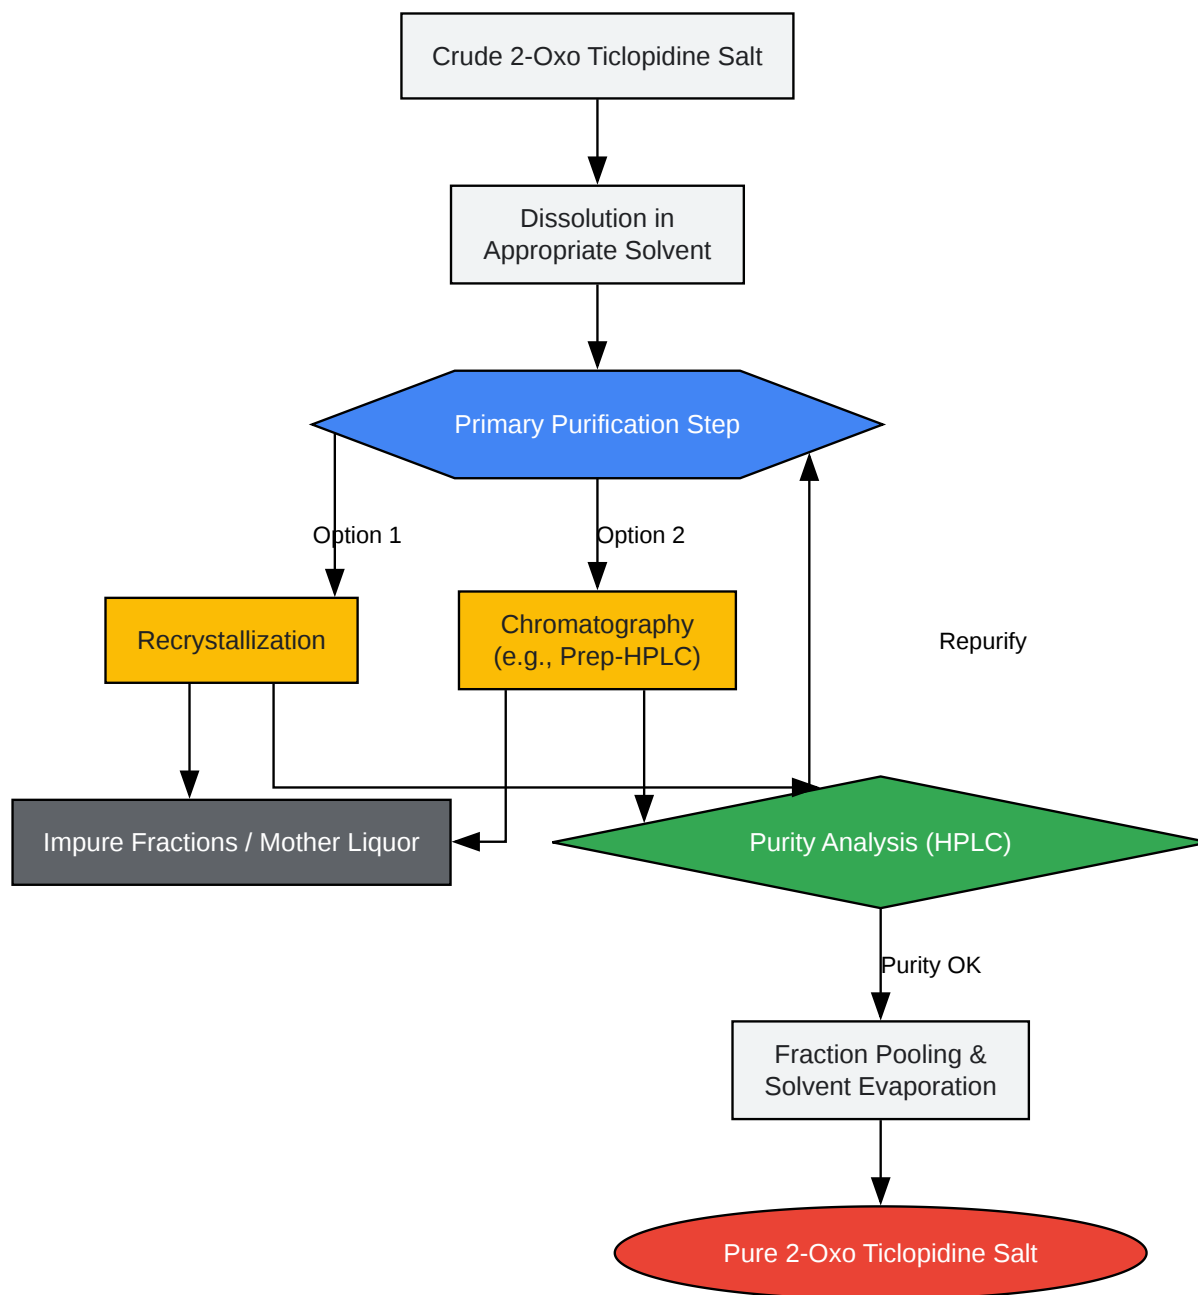 Crude 2-Oxo Ticlopidine Salt
Dissolution in
Appropriate Solvent
Primary Purification Step
Option 1
Option 2
Recrystallization
Chromatography
(e.g., Prep-HPLC)
Repurify
Impure Fractions / Mother Liquor
Purity Analysis (HPLC)
Purity OK
Fraction Pooling &
Solvent Evaporation
Pure 2-Oxo Ticlopidine Salt